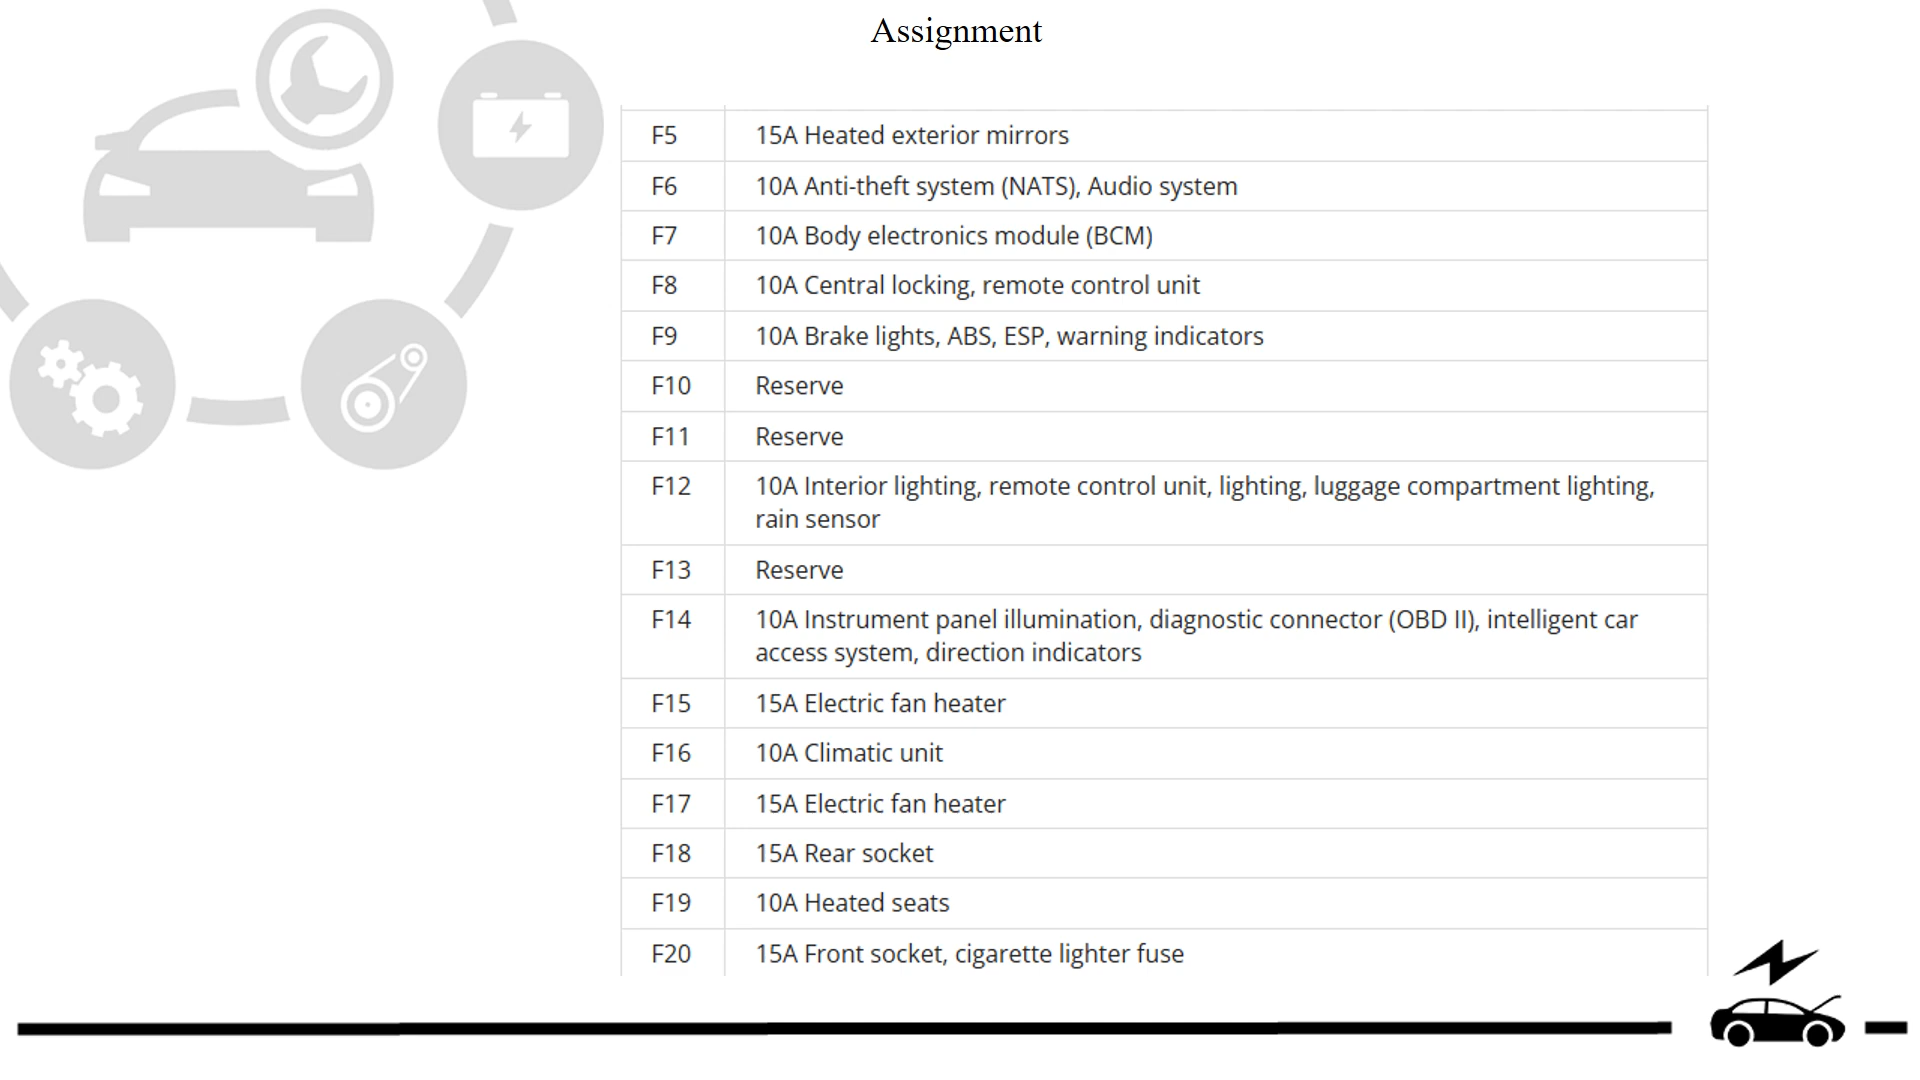 Assignment
F5 15A Heated exterior mirrors
F6 10A Anti-theft system (NATS), Audio system
F7 10A Body electronics module (BCM)
F8 10A Central locking, remote control unit
F9 10A Brake lights, ABS, ESP, warning indicators
F10 Reserve
F11 Reserve
F12 10A Interior lighting, remote control unit, lighting, luggage compartment lighting,
rain sensor
F13 Reserve
F14 10A Instrument panel illumination, diagnostic connector (OBD II), intelligent car
access system, direction indicators
F15 15A Electric fan heater
F16 10A Climatic unit
F17 15A Electric fan heater
F18 15A Rear socket
F19 10A Heated seats
F20 15A Front socket, cigarette lighter fuse